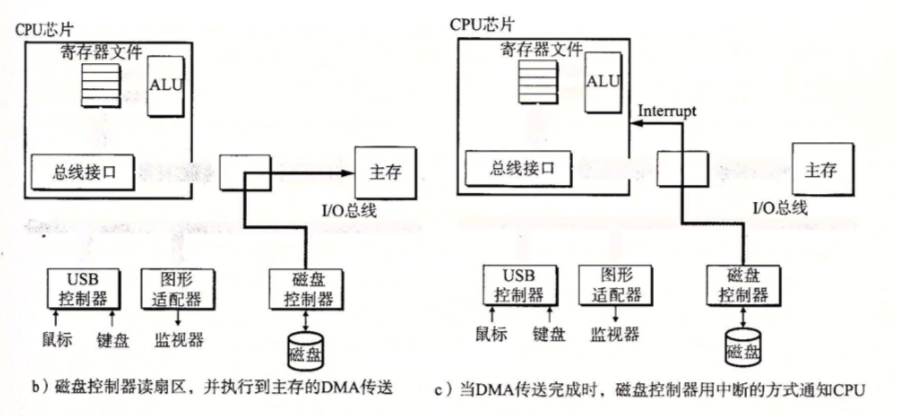 CPU芯片
寄存器文件
ALU
总线接口
主存
I/O总线
USB
控制器
图形
适配器
磁盘
控制器
鼠标
键盘
监视器
磁盘
b）磁盘控制器读扇区，并执行到主存的DMA传送
CPU芯片
寄存器文件
ALU
Interrupt
总线接口
主存
I/O总线
USB
控制器
图形
适配器
磁盘
控制器
鼠标
键盘
监视器
磁盘
c）当DMA传送完成时，磁盘控制器用中断的方式通知CPU